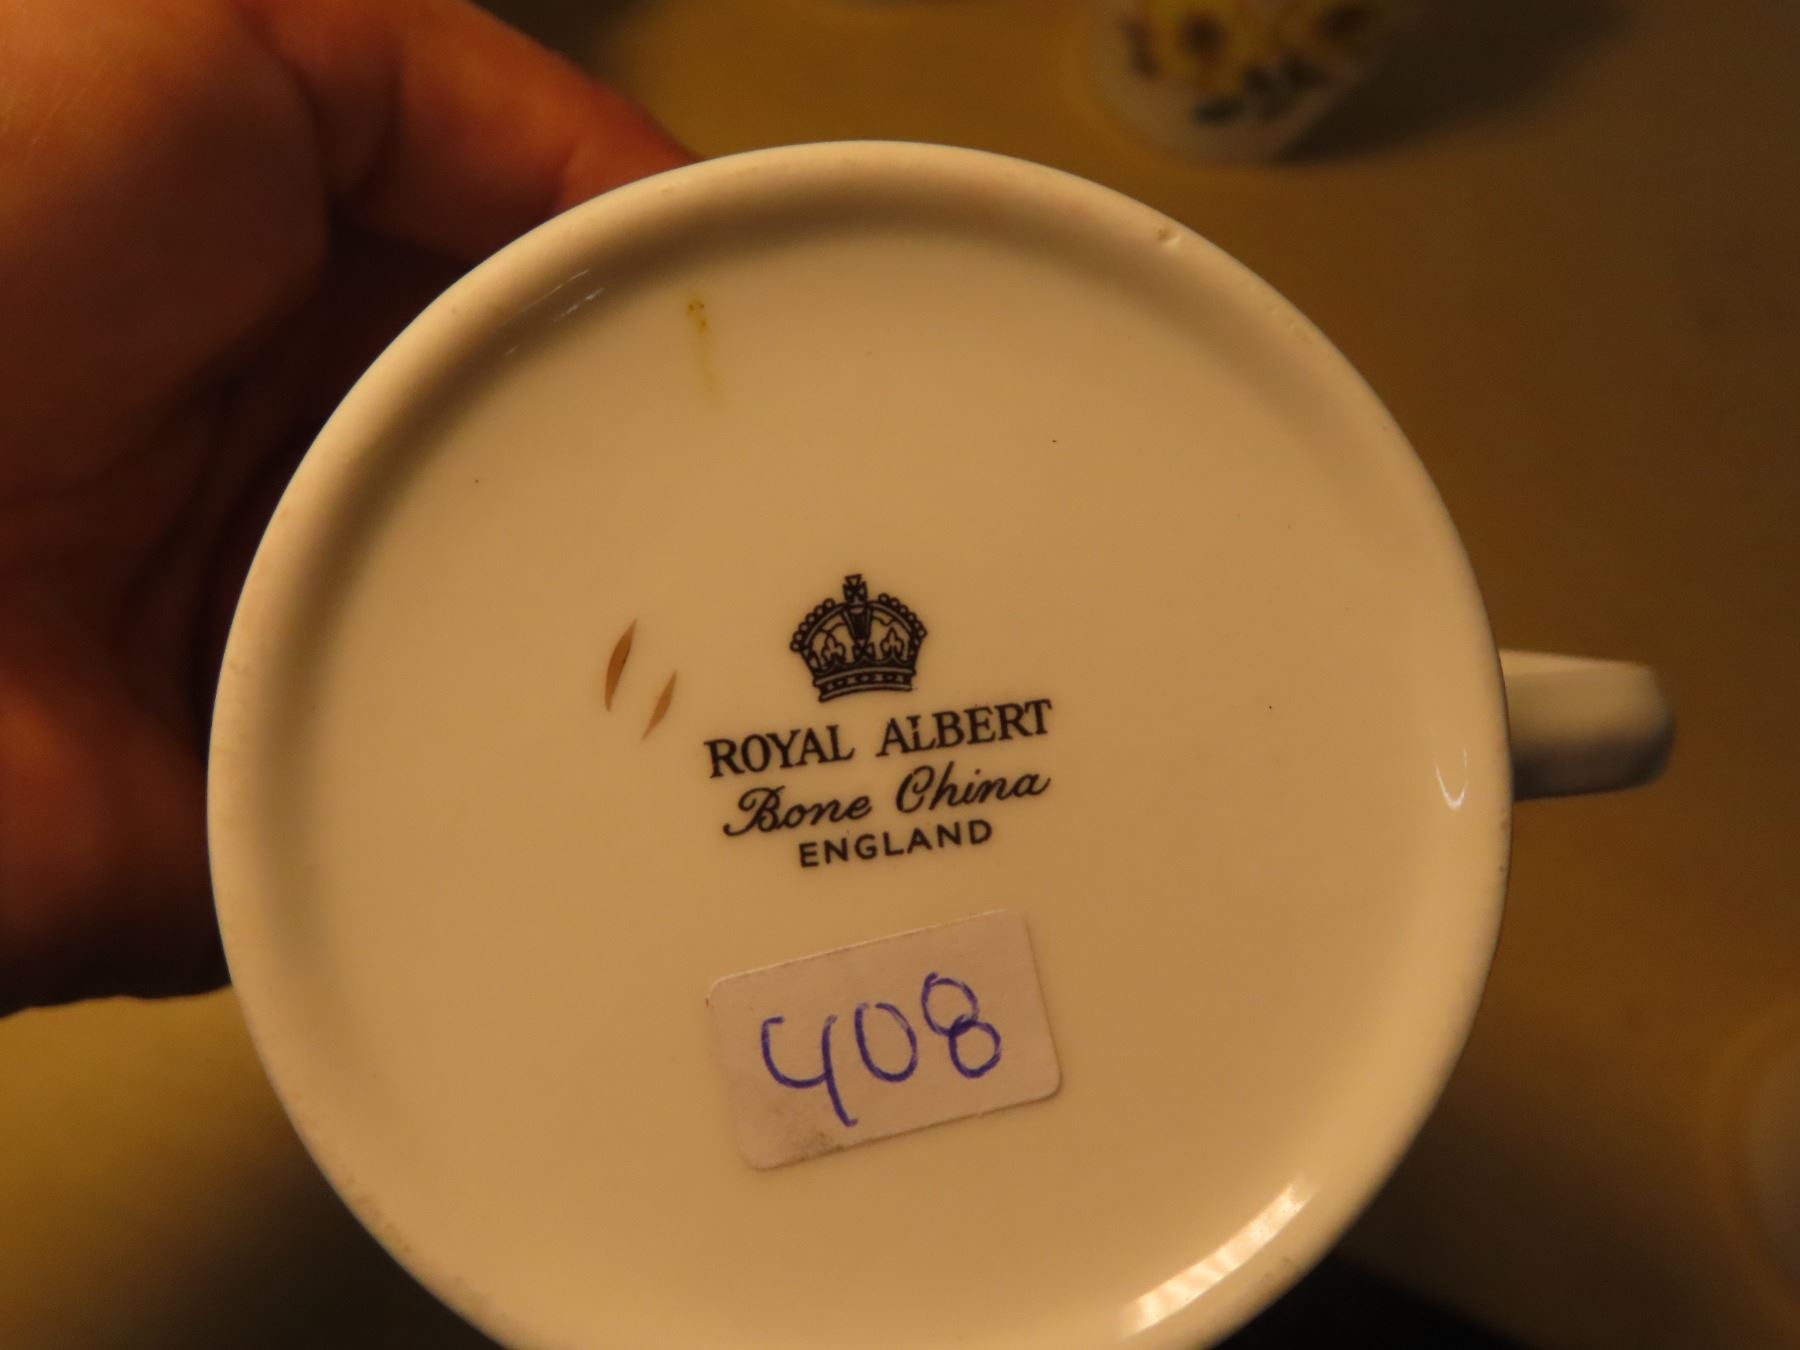 ROYAL ALBERT
Bone China
ENGLAND
408